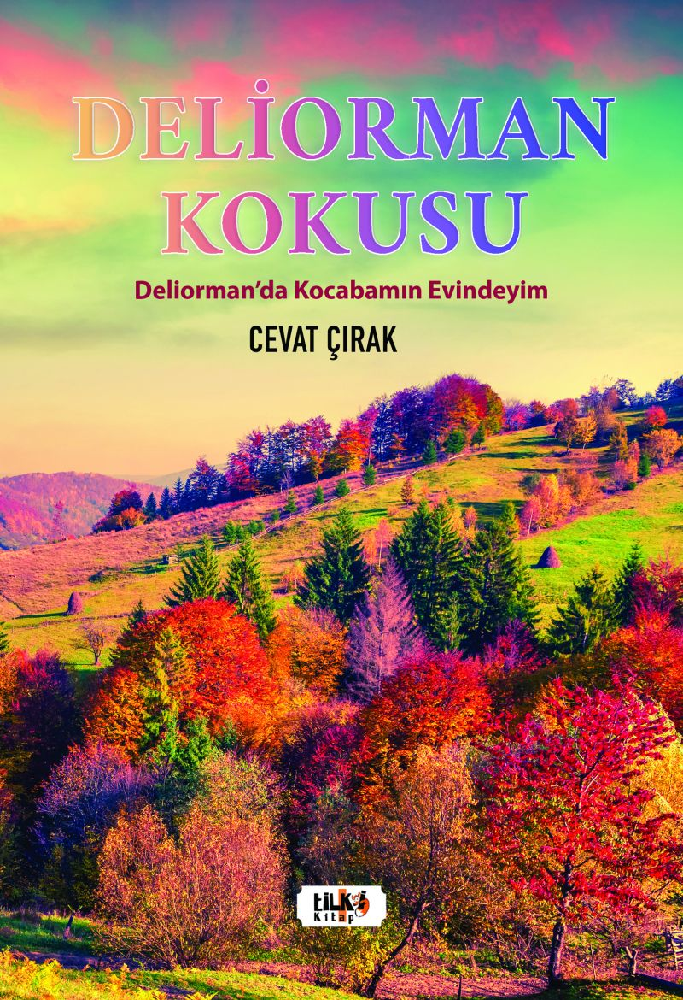 DELİORMAN
KOKUSU
Deliorman’da Kocabamın Evindeyim
CEVAT ÇIRAK
tiLKi
Kitap